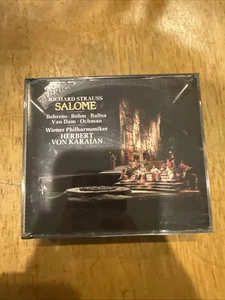 RICHARD STRAUSS
SALOME
Behrens · Böhm · Baltsa
Van Dam · Ochman
Wiener Philharmoniker
HERBERT
VON KARAJAN